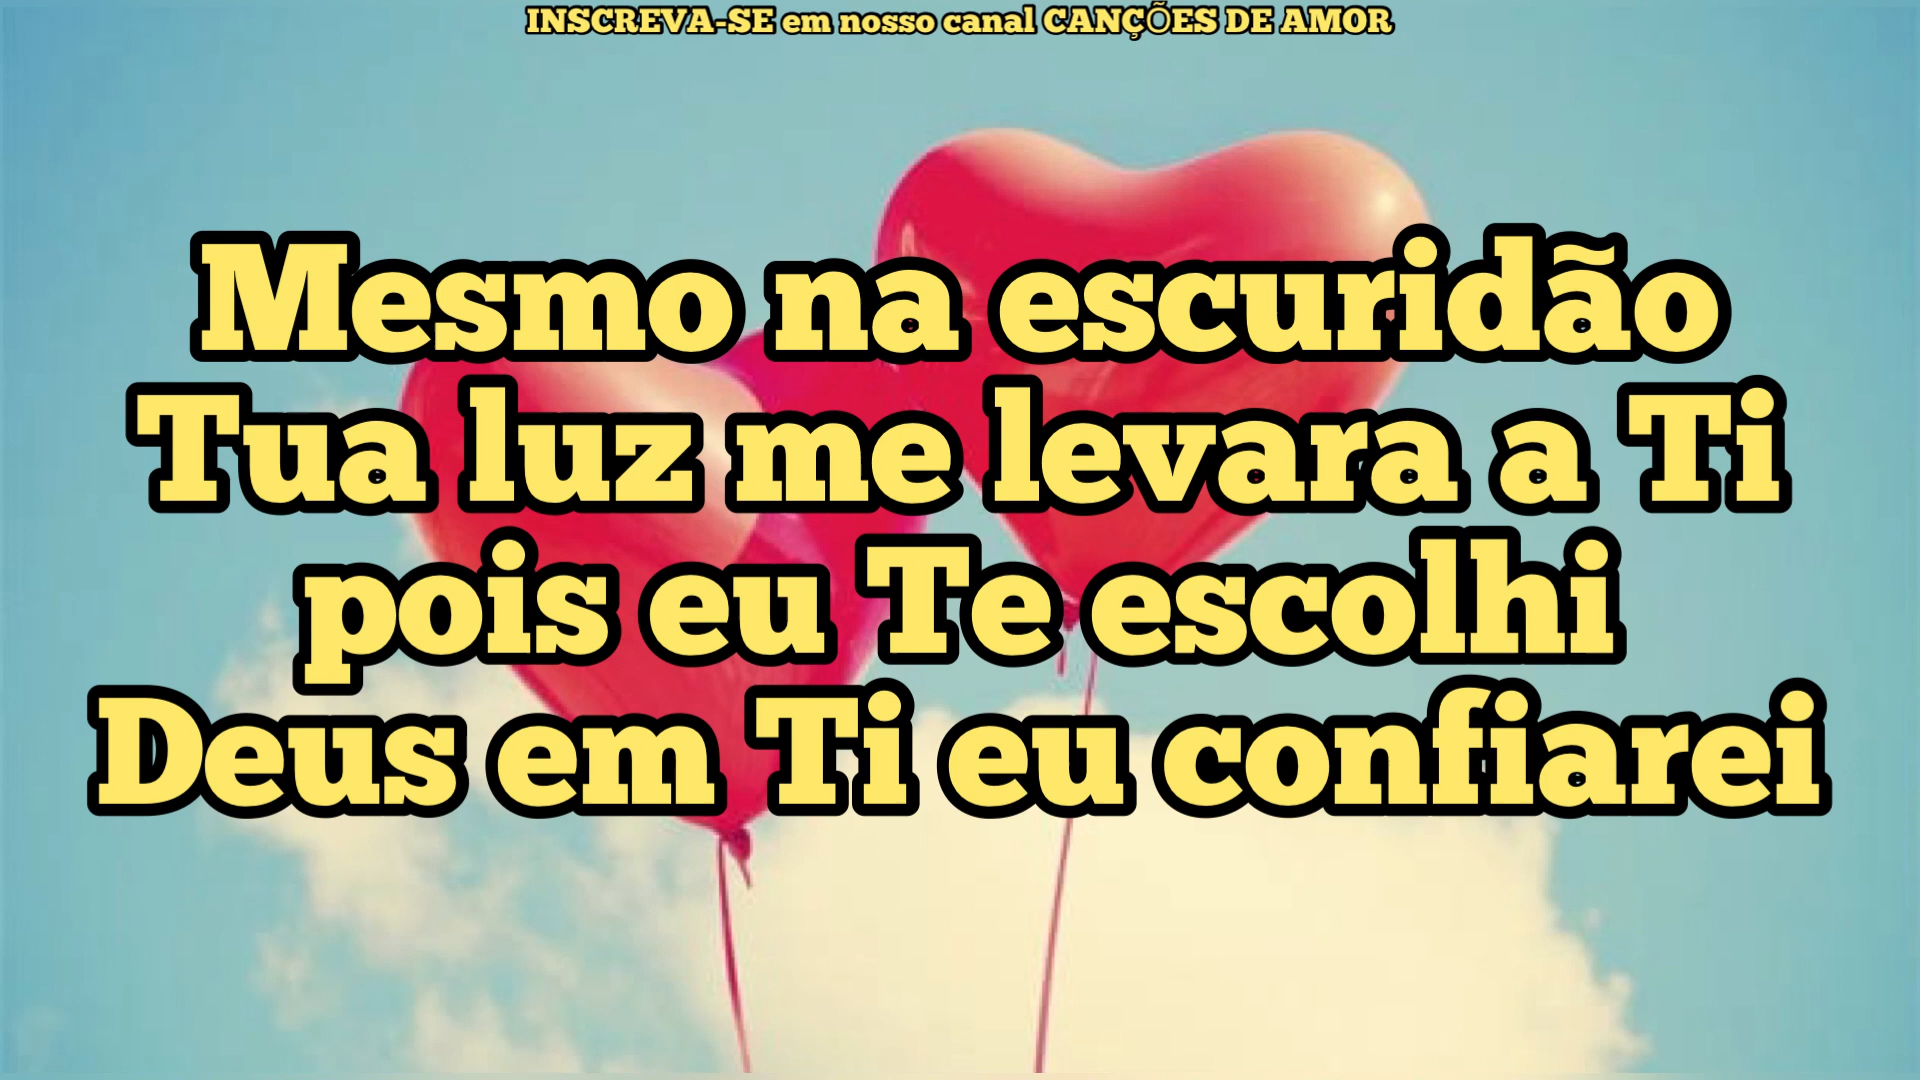 INSCREVA-SE em nosso canal CANÇÕES DE AMOR
Mesmo na escuridão
Tua luz me levara a Ti
pois eu Te escolhi
Deus em Ti eu confiarei